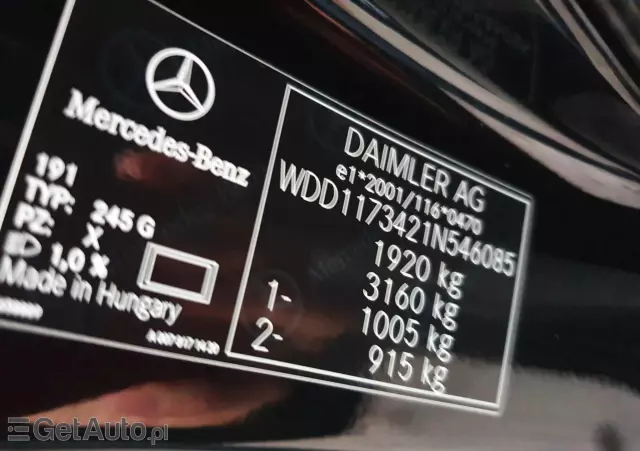 Mercedes-Benz
191
TYP: 245 G
PZ: X
1,0 %
Made in Hungary
DAIMLER AG
e1*2001/116*0470
WDD1173421N546085
1920 kg
3160 kg
1- 1005 kg
2- 915 kg
GetAuto.pl